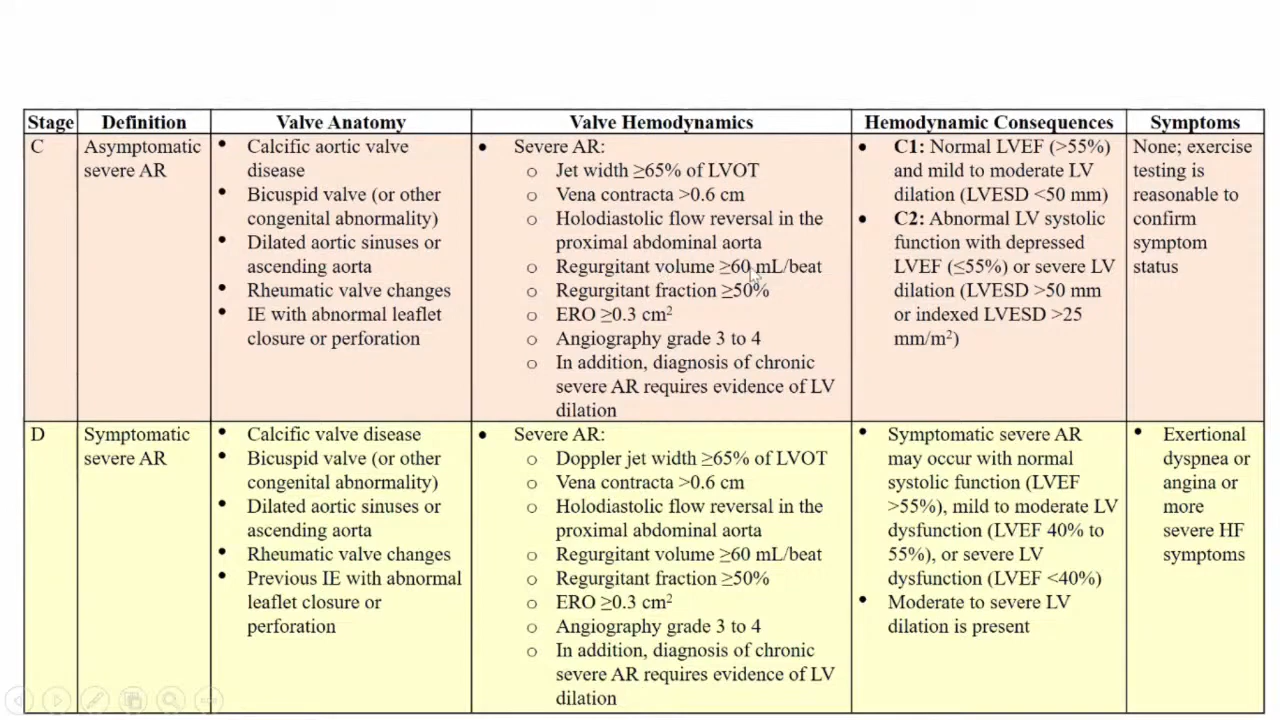 Stage Definition Valve Anatomy Valve Hemodynamics Hemodynamic Consequences Symptoms
C
Asymptomatic
severe AR
• Calcific aortic valve
disease
• Bicuspid valve (or other
congenital abnormality)
• Dilated aortic sinuses or
ascending aorta
• Rheumatic valve changes
• IE with abnormal leaflet
closure or perforation
• Severe AR:
o Jet width ≥65% of LVOT
o Vena contracta >0.6 cm
o Holodiastolic flow reversal in the
proximal abdominal aorta
o Regurgitant volume ≥60 mL/beat
o Regurgitant fraction ≥50%
o ERO ≥0.3 cm²
o Angiography grade 3 to 4
o In addition, diagnosis of chronic
severe AR requires evidence of LV
dilation
• C1: Normal LVEF (>55%)
and mild to moderate LV
dilation (LVESD <50 mm)
• C2: Abnormal LV systolic
function with depressed
LVEF (≤55%) or severe LV
dilation (LVESD >50 mm
or indexed LVESD >25
mm/m²)
None; exercise
testing is
reasonable to
confirm
symptom
status
D
Symptomatic
severe AR
• Calcific valve disease
• Bicuspid valve (or other
congenital abnormality)
• Dilated aortic sinuses or
ascending aorta
• Rheumatic valve changes
• Previous IE with abnormal
leaflet closure or
perforation
• Severe AR:
o Doppler jet width ≥65% of LVOT
o Vena contracta >0.6 cm
o Holodiastolic flow reversal in the
proximal abdominal aorta
o Regurgitant volume ≥60 mL/beat
o Regurgitant fraction ≥50%
o ERO ≥0.3 cm²
o Angiography grade 3 to 4
o In addition, diagnosis of chronic
severe AR requires evidence of LV
dilation
• Symptomatic severe AR
may occur with normal
systolic function (LVEF
>55%), mild to moderate LV
dysfunction (LVEF 40% to
55%), or severe LV
dysfunction (LVEF <40%)
• Moderate to severe LV
dilation is present
• Exertional
dyspnea or
angina or
more
severe HF
symptoms